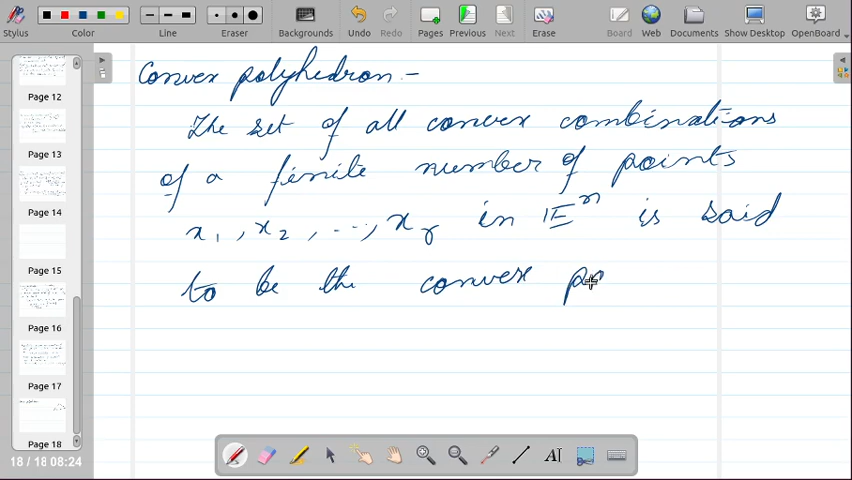 Stylus
Color
Line
Eraser
Backgrounds
Undo
Redo
Pages
Previous
Next
Erase
Board
Web
Documents
Show Desktop
OpenBoard
Page 12
Page 13
Page 14
Page 15
Page 16
Page 17
Page 18
18 / 18 08:24
Convex polyhedron:-
The set of all convex combinations
of a finite number of points
x₁, x₂, ..., xᵣ in Eⁿ is said
to be the convex po